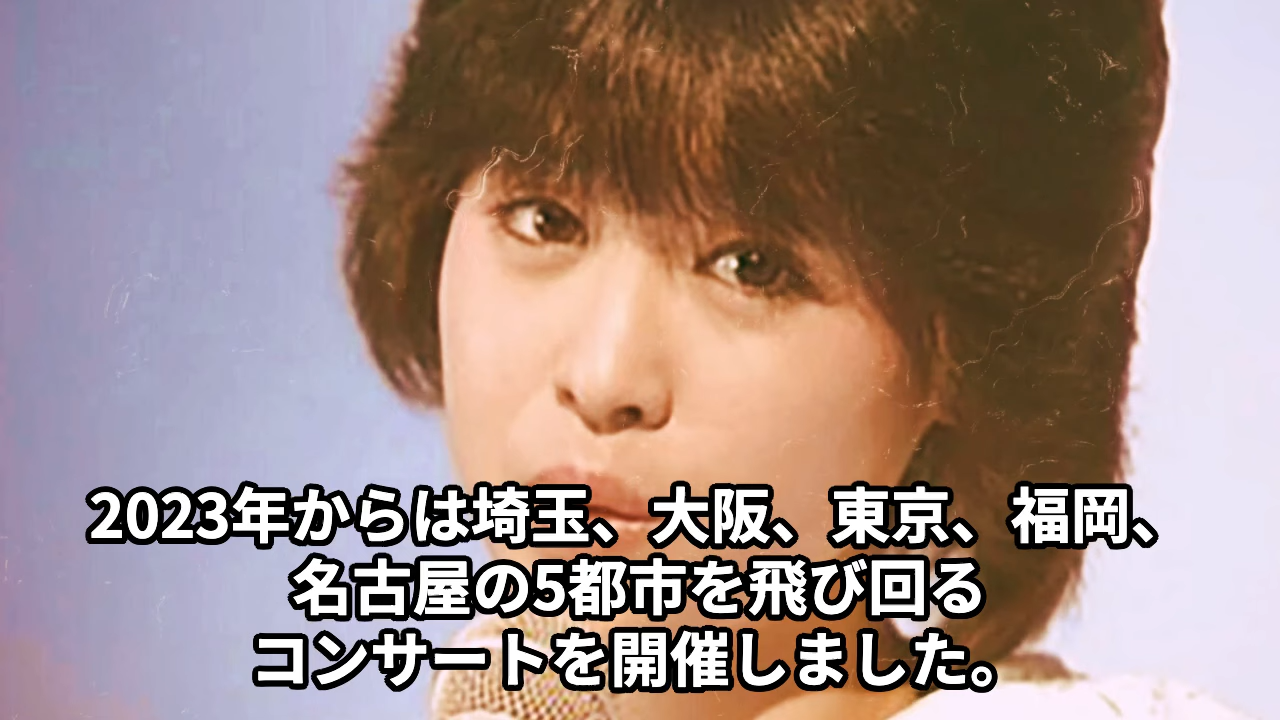 2023年からは埼玉、大阪、東京、福岡、
名古屋の5都市を飛び回る
コンサートを開催しました。